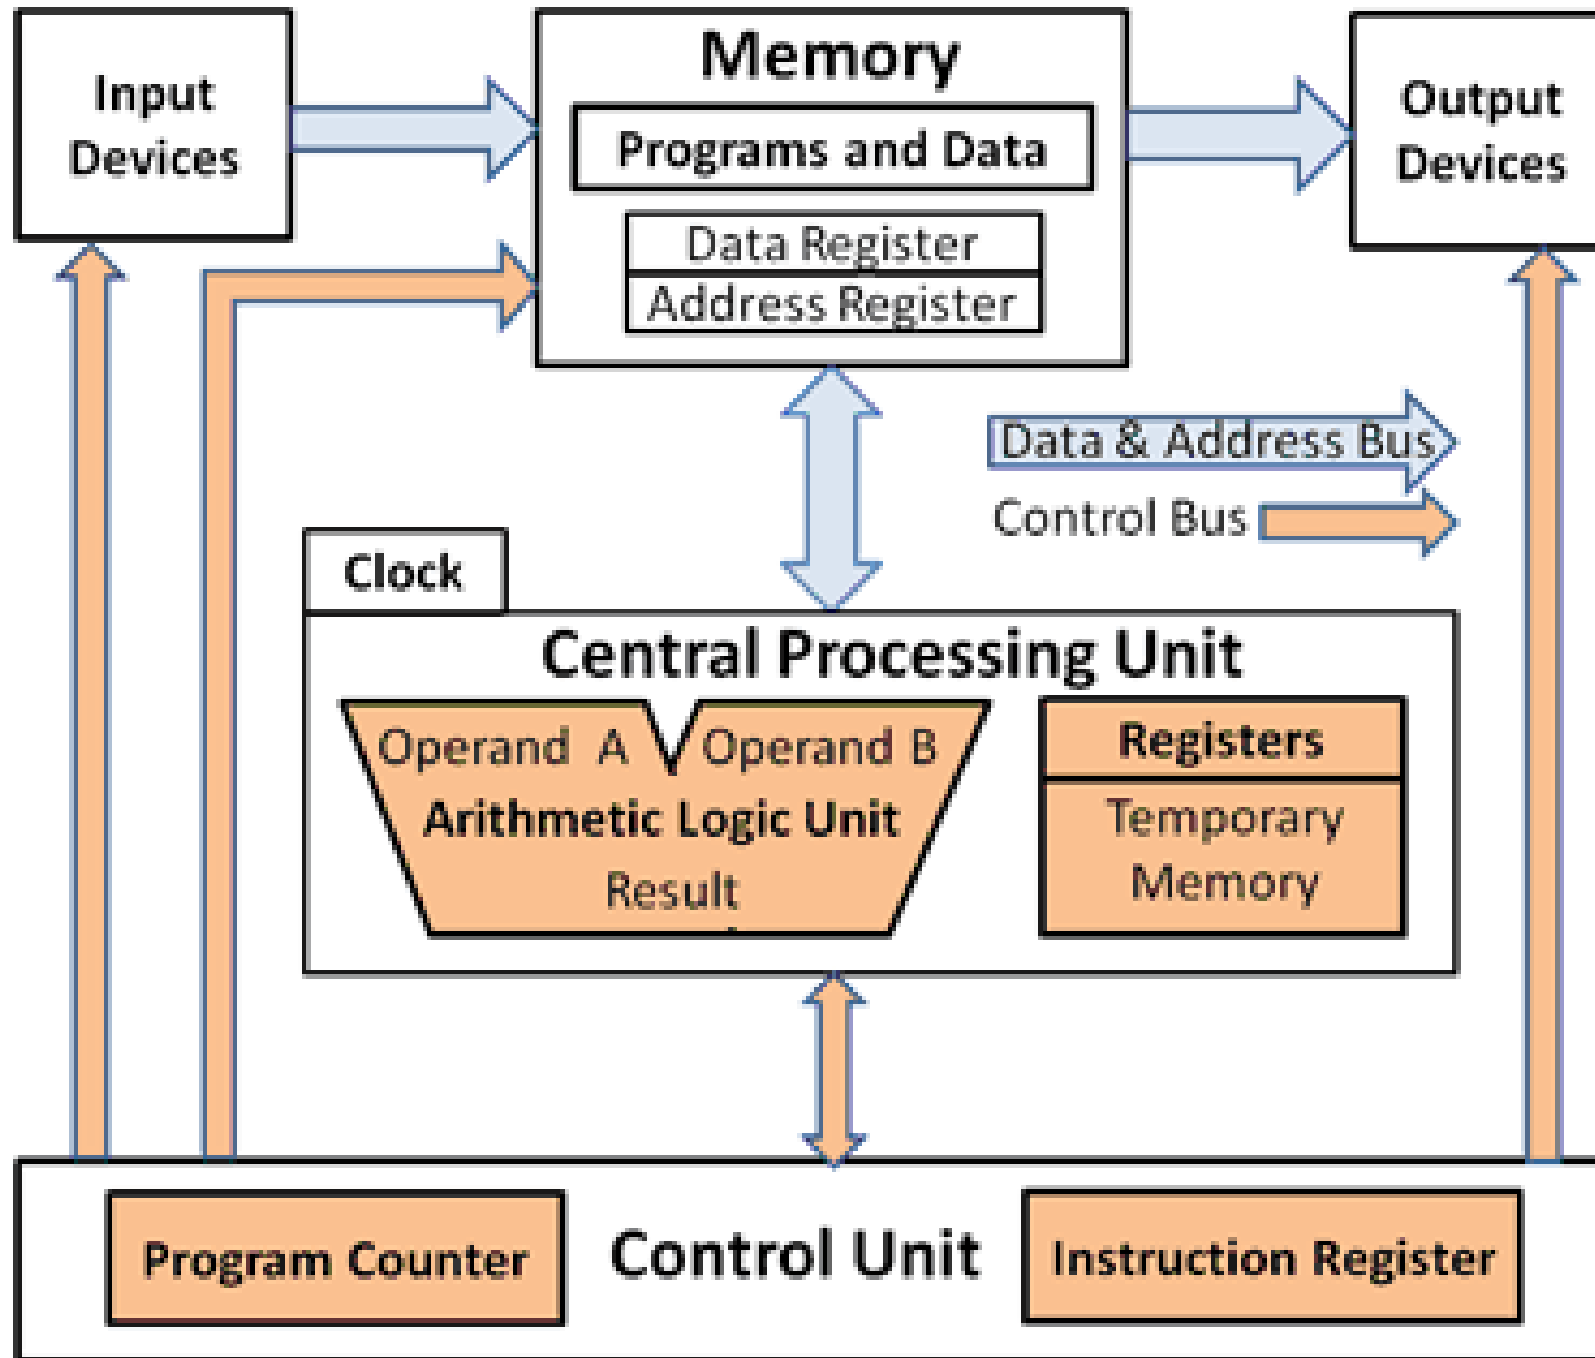 Input
Devices
Memory
Programs and Data
Data Register
Address Register
Output
Devices
Data & Address Bus
Control Bus
Clock
Central Processing Unit
Operand A Operand B
Arithmetic Logic Unit
Result
Registers
Temporary
Memory
Program Counter
Control Unit
Instruction Register